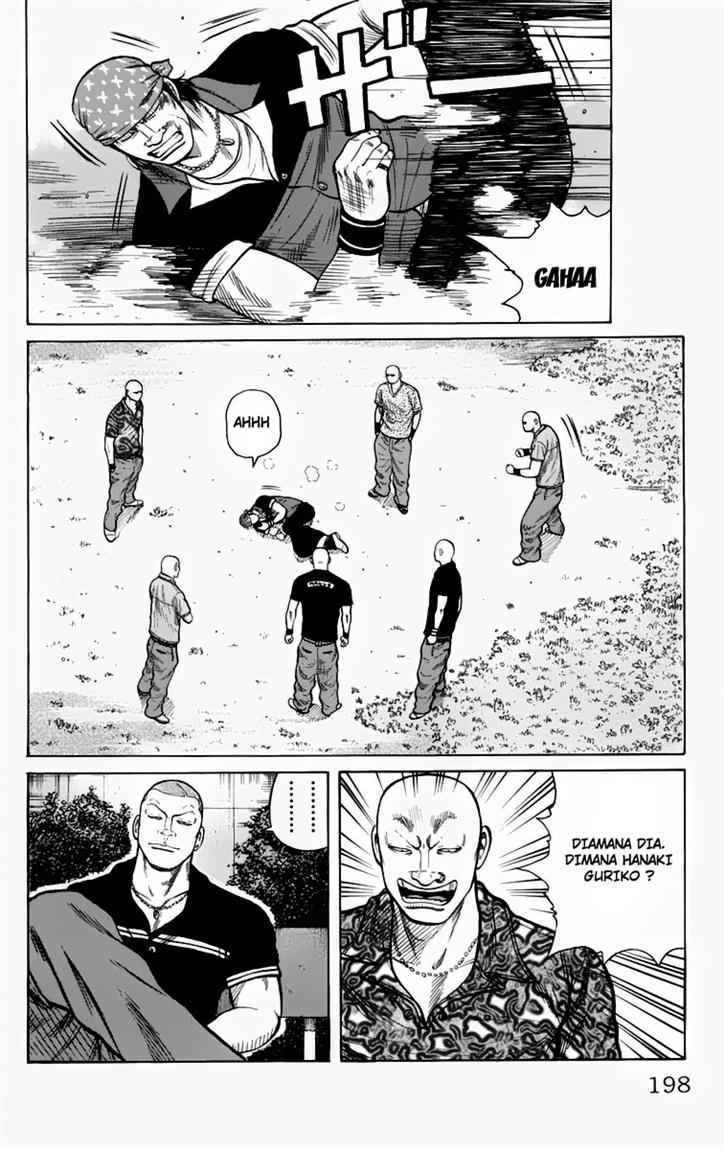 ザー
GAHAA
AHHH
DIAMANA DIA.
DIMANA HANAKI
GURIKO ?
198